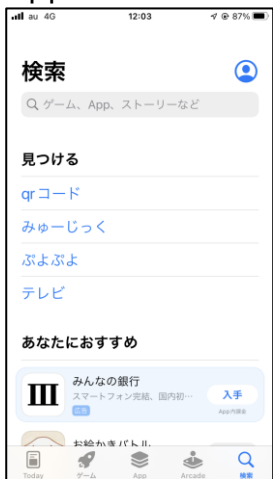 au 4G 12:03 87%
検索
ゲーム、App、ストーリーなど
見つける
qrコード
みゅーじっく
ぷよぷよ
テレビ
あなたにおすすめ
みんなの銀行
スマートフォン完結、国内初…
広告
入手
App内課金
お絵かきバトル
Today ゲーム App Arcade 検索